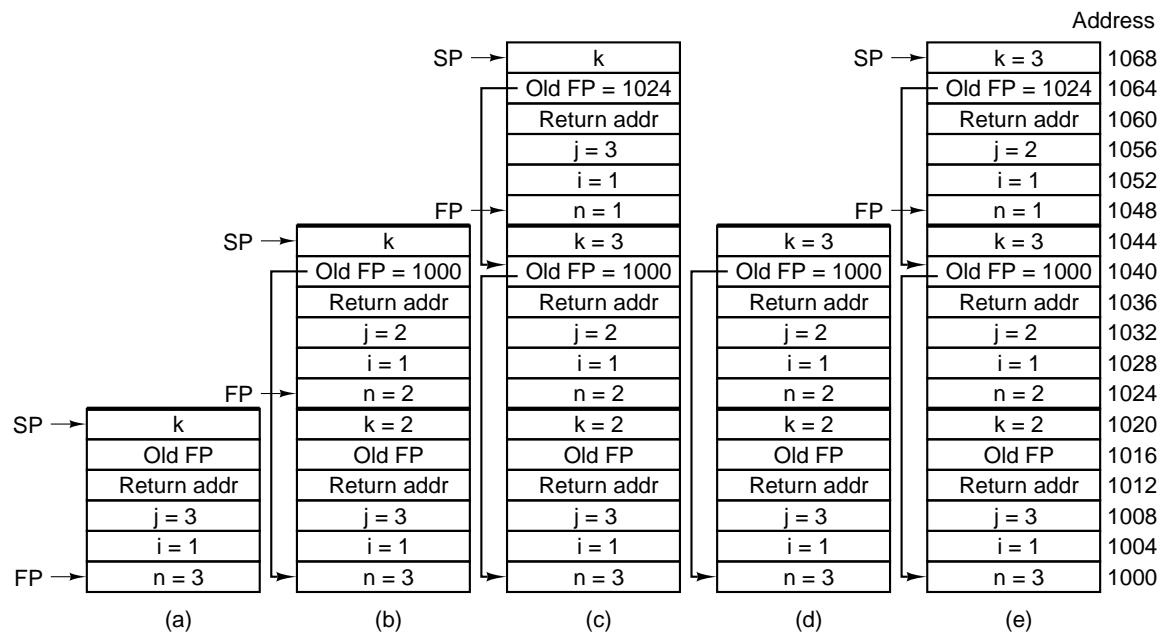 Address
SP k SP k = 3 1068
Old FP = 1024 Old FP = 1024 1064
Return addr Return addr 1060
j = 3 j = 2 1056
i = 1 i = 1 1052
FP n = 1 FP n = 1 1048
SP k k = 3 k = 3 k = 3 1044
Old FP = 1000 Old FP = 1000 Old FP = 1000 Old FP = 1000 1040
Return addr Return addr Return addr Return addr 1036
j = 2 j = 2 j = 2 j = 2 1032
i = 1 i = 1 i = 1 i = 1 1028
FP n = 2 n = 2 n = 2 n = 2 1024
SP k k = 2 k = 2 k = 2 k = 2 1020
Old FP Old FP Old FP Old FP Old FP 1016
Return addr Return addr Return addr Return addr Return addr 1012
j = 3 j = 3 j = 3 j = 3 j = 3 1008
i = 1 i = 1 i = 1 i = 1 i = 1 1004
FP n = 3 n = 3 n = 3 n = 3 n = 3 1000
(a) (b) (c) (d) (e)